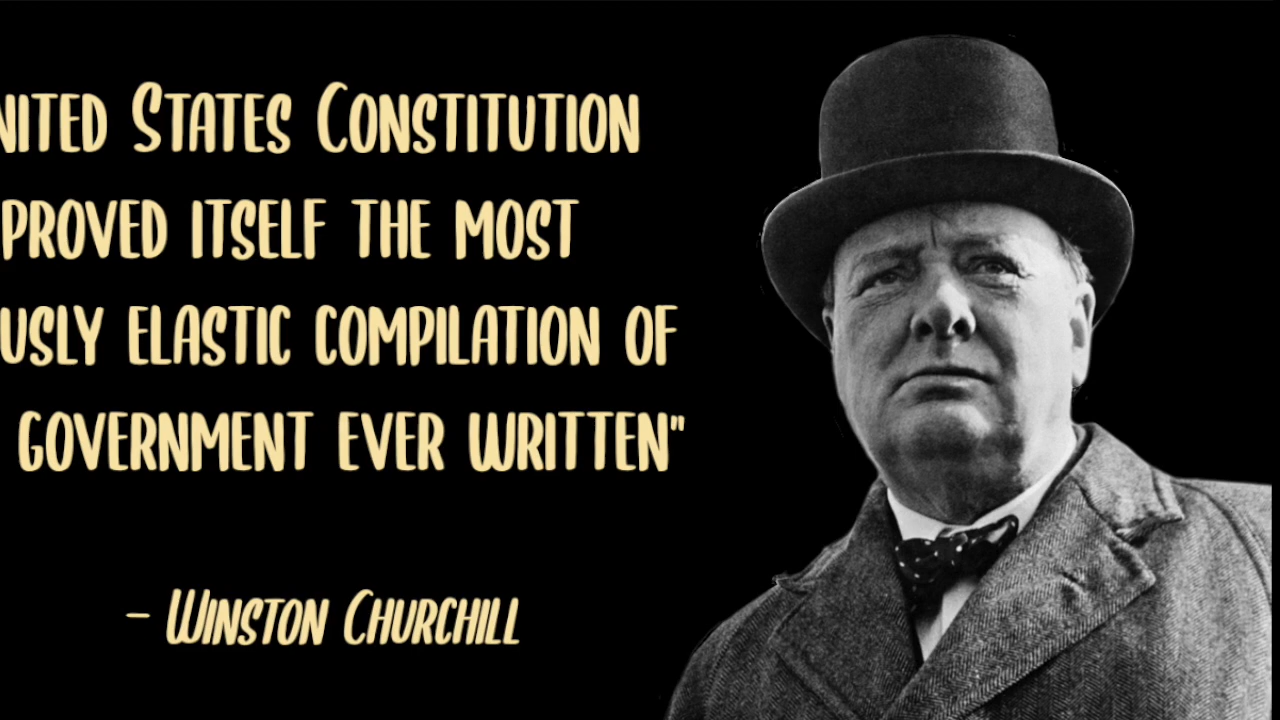 NITED STATES CONSTITUTION
PROVED ITSELF THE MOST
USLY ELASTIC COMPILATION OF
GOVERNMENT EVER WRITTEN"
- WINSTON CHURCHILL